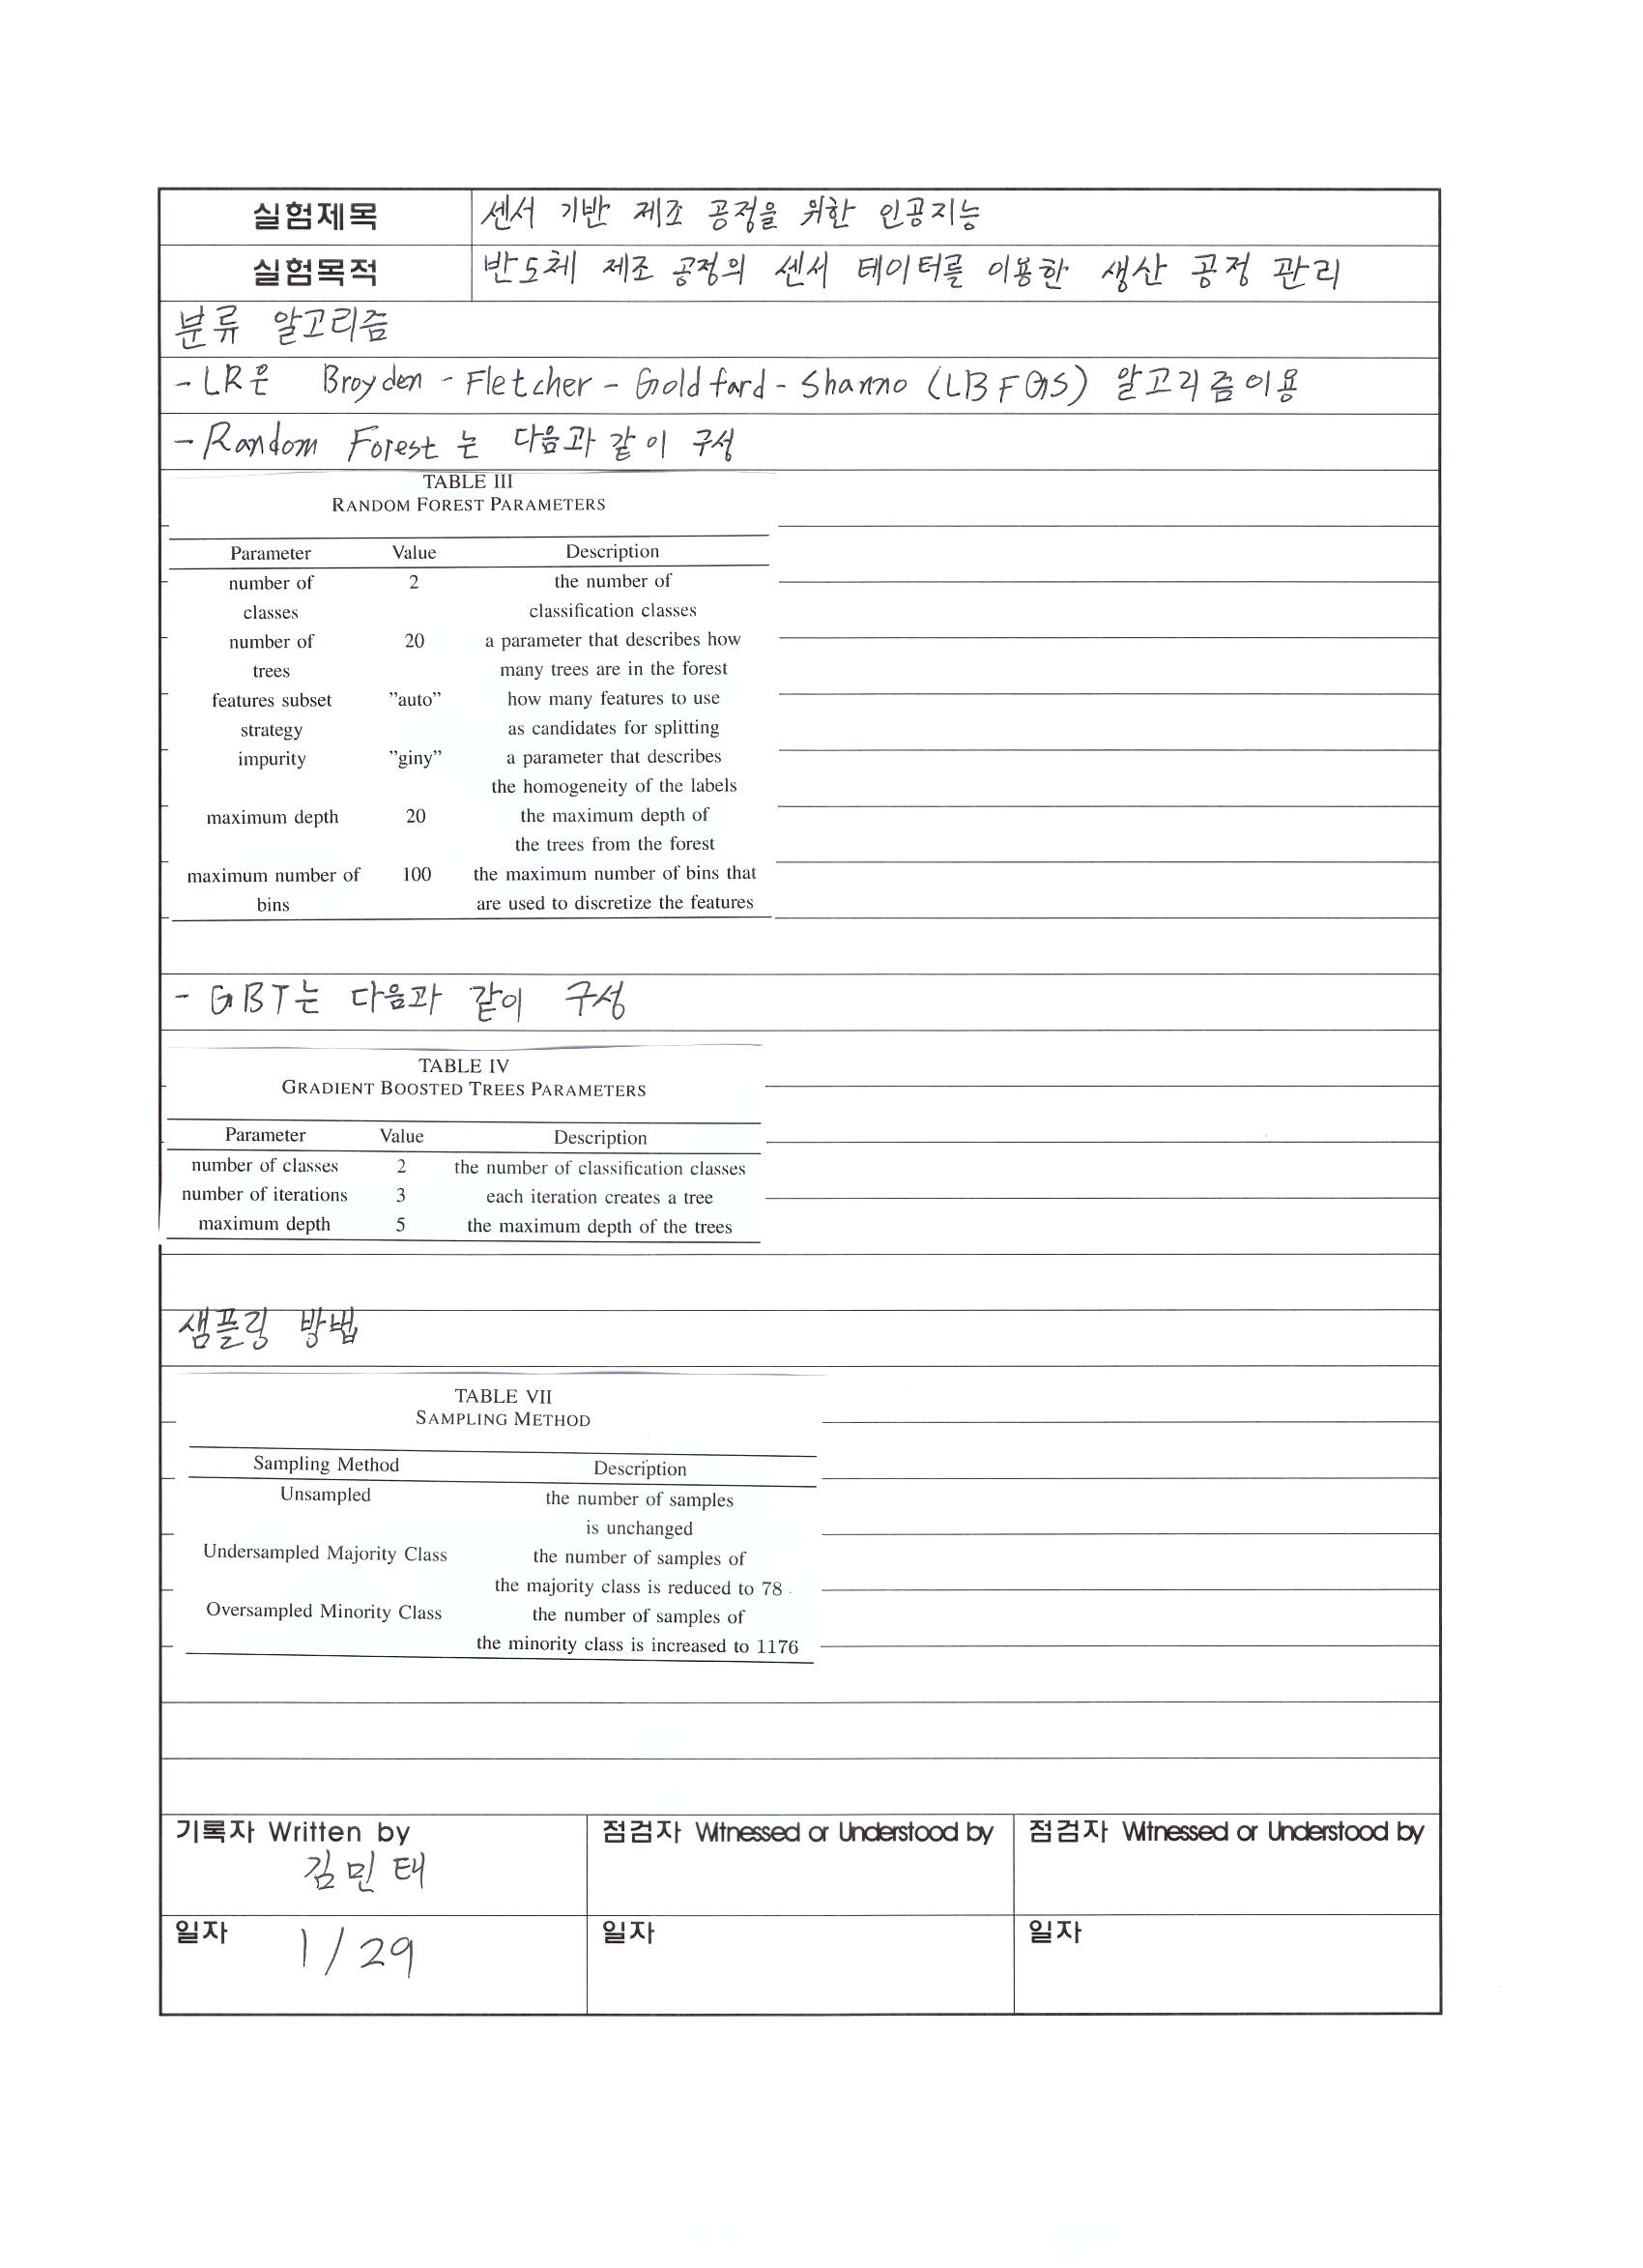 실험제목 센서 기반 제조 공정을 위한 인공지능
실험목적 반도체 제조 공정의 센서 테이터를 이용한 생산 공정 관리
분류 알고리즘
- LR은 Broyden - Fletcher - Goldfard - Shanno (LBFGS) 알고리즘이용
- Random Forest 는 다음과 같이 구성
TABLE III
RANDOM FOREST PARAMETERS
Parameter Value Description
number of 2 the number of
classes classification classes
number of 20 a parameter that describes how
trees many trees are in the forest
features subset ”auto” how many features to use
strategy as candidates for splitting
impurity ”giny” a parameter that describes
the homogeneity of the labels
maximum depth 20 the maximum depth of
the trees from the forest
maximum number of 100 the maximum number of bins that
bins are used to discretize the features
- GBT는 다음과 같이 구성
TABLE IV
GRADIENT BOOSTED TREES PARAMETERS
Parameter Value Description
number of classes 2 the number of classification classes
number of iterations 3 each iteration creates a tree
maximum depth 5 the maximum depth of the trees
샘플링 방법
TABLE VII
SAMPLING METHOD
Sampling Method Description
Unsampled the number of samples
is unchanged
Undersampled Majority Class the number of samples of
the majority class is reduced to 78
Oversampled Minority Class the number of samples of
the minority class is increased to 1176
기록자 Written by 점검자 Witnessed or Understood by 점검자 Witnessed or Understood by
김민태
일자 1/29 일자 일자